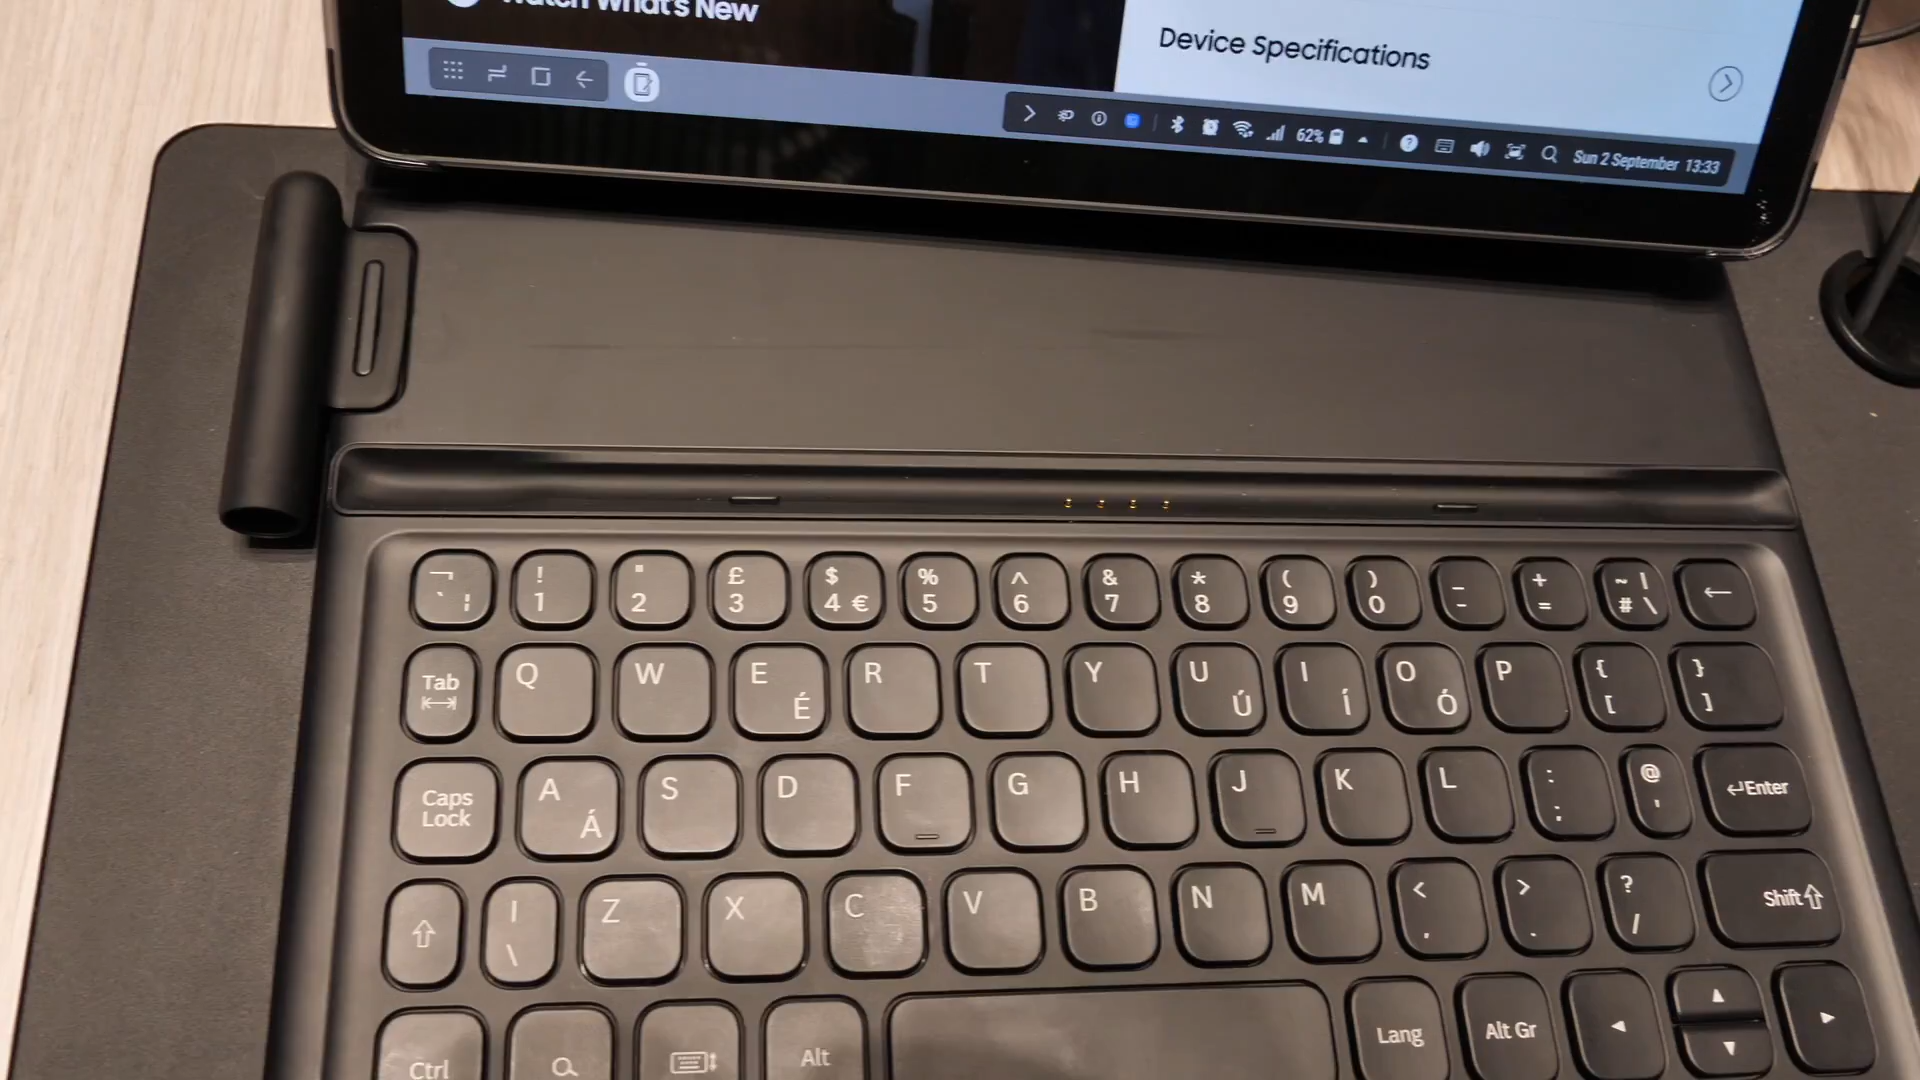 Watch What's New
Device Specifications
62%
Sun 2 September 13:33
¬ ` ¦
! 1
" 2
£ 3
$ 4 €
% 5
^ 6
& 7
* 8
( 9
) 0
_ -
+ =
~ | # \
←
Tab
Q
W
E É
R
T
Y
U Ú
I Í
O Ó
P
{ [
} ]
Caps
Lock
A Á
S
D
F
G
H
J
K
L
: ;
@ '
↵Enter
⇧
| \
Z
X
C
V
B
N
M
< ,
> .
? /
Shift⇧
Ctrl
Alt
Lang
Alt Gr
◄
▲
▼
►